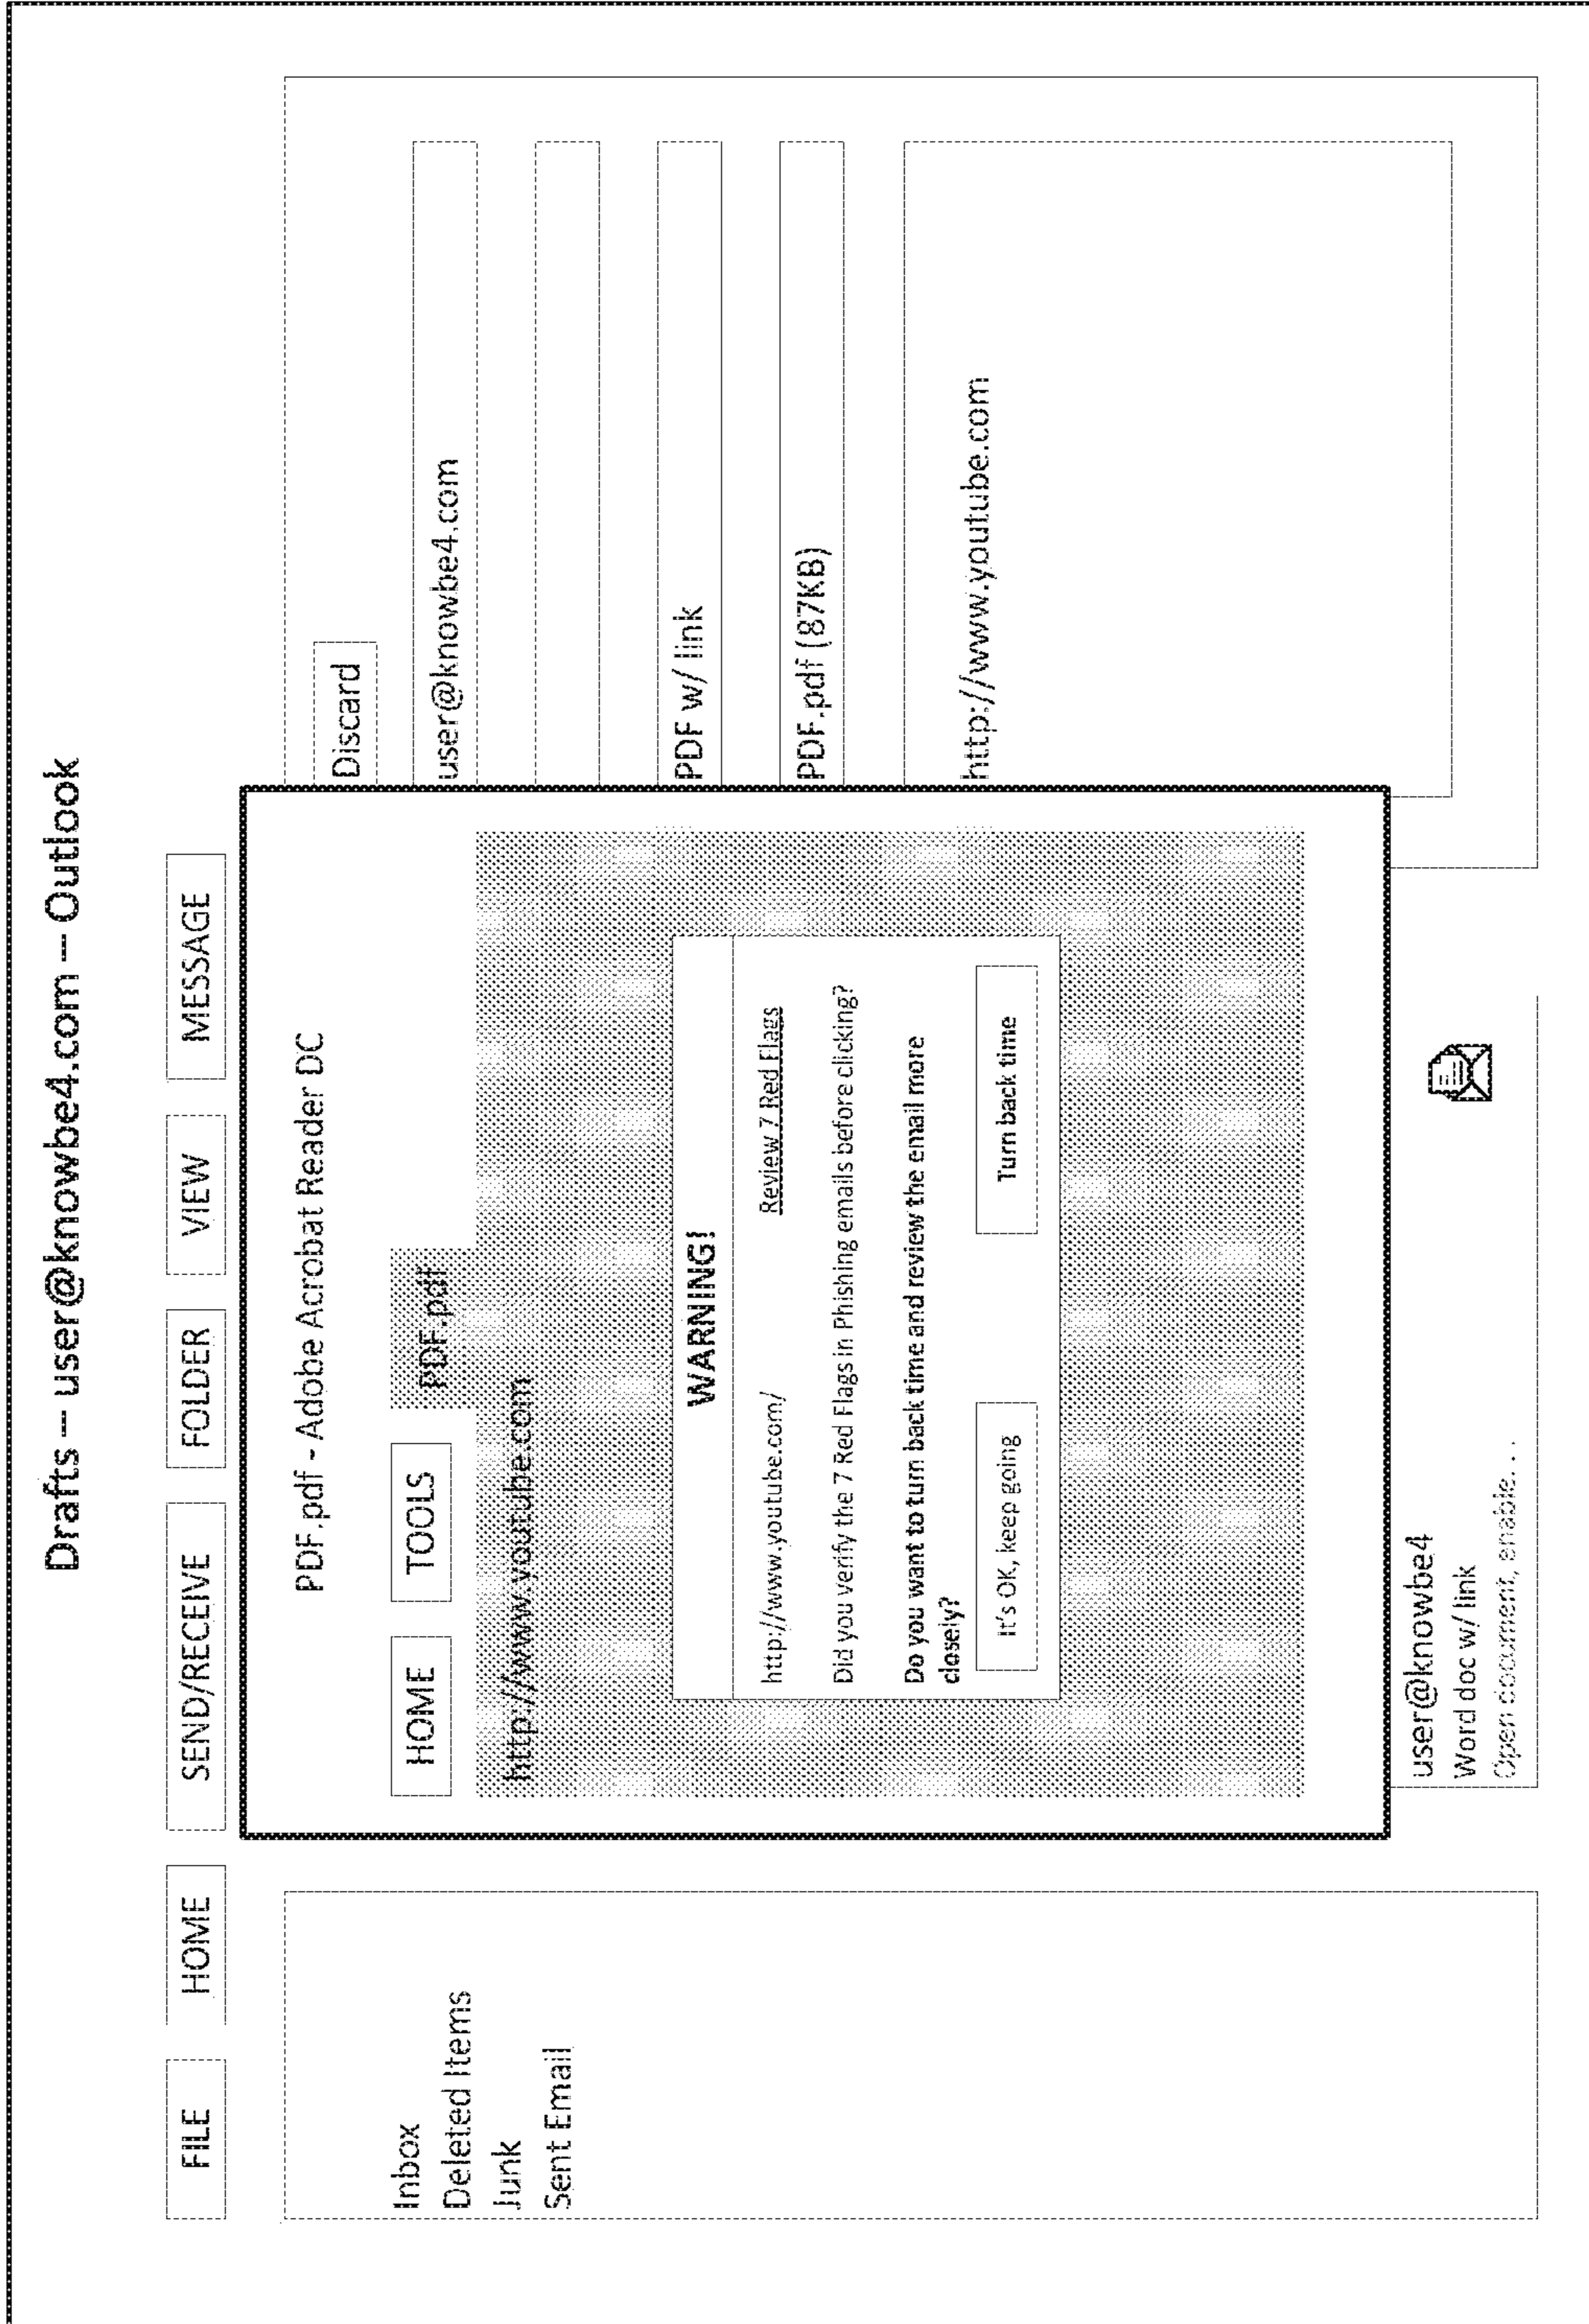 Drafts -- user@knowbe4.com -- Outlook
FILE HOME SEND/RECEIVE FOLDER VIEW MESSAGE
Inbox
Deleted Items
Junk
Sent Email
PDF.pdf - Adobe Acrobat Reader DC
HOME TOOLS PDF.pdf
http://www.youtube.com
WARNING!
http://www.youtube.com/ Review 7 Red Flags
Did you verify the 7 Red Flags in Phishing emails before clicking?
Do you want to turn back time and review the email more
closely?
It's OK, keep going Turn back time
user@knowbe4
Word doc w/ link
Open document, enable. . .
Discard
user@knowbe4.com
PDF w/ link
PDF.pdf (87KB)
http://www.youtube.com